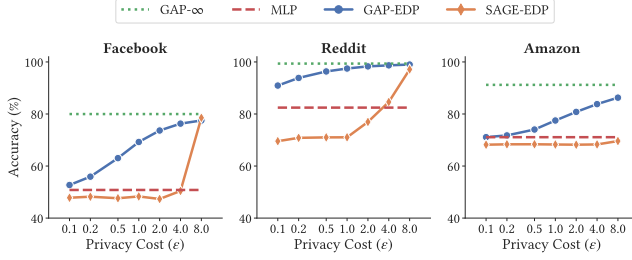 GAP-∞ MLP GAP-EDP SAGE-EDP
Facebook Reddit Amazon
Accuracy (%)
100
80
60
40
0.1 0.2 0.5 1.0 2.0 4.0 8.0
Privacy Cost (ε)
100
80
60
40
0.1 0.2 0.5 1.0 2.0 4.0 8.0
Privacy Cost (ε)
100
80
60
40
0.1 0.2 0.5 1.0 2.0 4.0 8.0
Privacy Cost (ε)